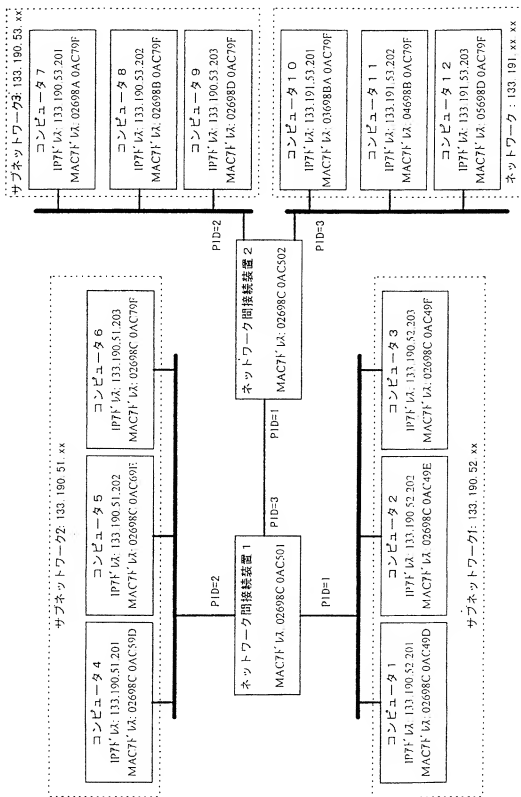 サブネットワーク2: 133. 190. 51. xx
コンピュータ4
IPアドレス: 133.190.51.201
MACアドレス: 02698C 0AC59D
コンピュータ5
IPアドレス: 133.190.51.202
MACアドレス: 02698C 0AC69E
コンピュータ6
IPアドレス: 133.190.51.203
MACアドレス: 02698C 0AC79F
PID=2
ネットワーク間接続装置1
MACアドレス: 02698C 0AC501
PID=3
PID=1
PID=1
ネットワーク間接続装置2
MACアドレス: 02698C 0AC502
PID=2
PID=3
コンピュータ1
IPアドレス: 133.190.52.201
MACアドレス: 02698C 0AC49D
コンピュータ2
IPアドレス: 133.190.52.202
MACアドレス: 02698C 0AC49E
コンピュータ3
IPアドレス: 133.190.52.203
MACアドレス: 02698C 0AC49F
サブネットワーク1: 133. 190. 52. xx
サブネットワーク3: 133. 190. 53. xx
コンピュータ7
IPアドレス: 133.190.53.201
MACアドレス: 02698A 0AC79F
コンピュータ8
IPアドレス: 133.190.53.202
MACアドレス: 02698B 0AC79F
コンピュータ9
IPアドレス: 133.190.53.203
MACアドレス: 02698D 0AC79F
コンピュータ10
IPアドレス: 133.191.53.201
MACアドレス: 03698BA 0AC79F
コンピュータ11
IPアドレス: 133.191.53.202
MACアドレス: 04698B 0AC79F
コンピュータ12
IPアドレス: 133.191.53.203
MACアドレス: 05698D 0AC79F
ネットワーク: 133. 191. xx. xx